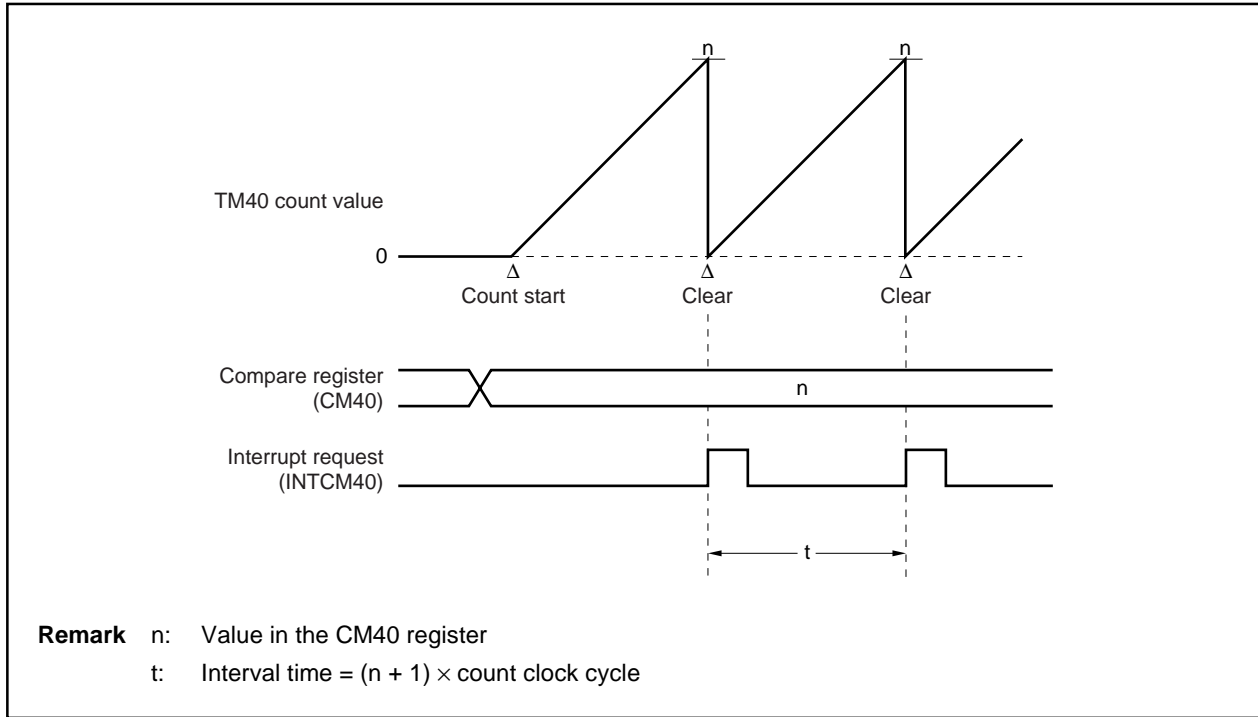 n n
TM40 count value
0
Δ Δ Δ
Count start Clear Clear
Compare register
(CM40)
n
Interrupt request
(INTCM40)
t
Remark n: Value in the CM40 register
t: Interval time = (n + 1) × count clock cycle